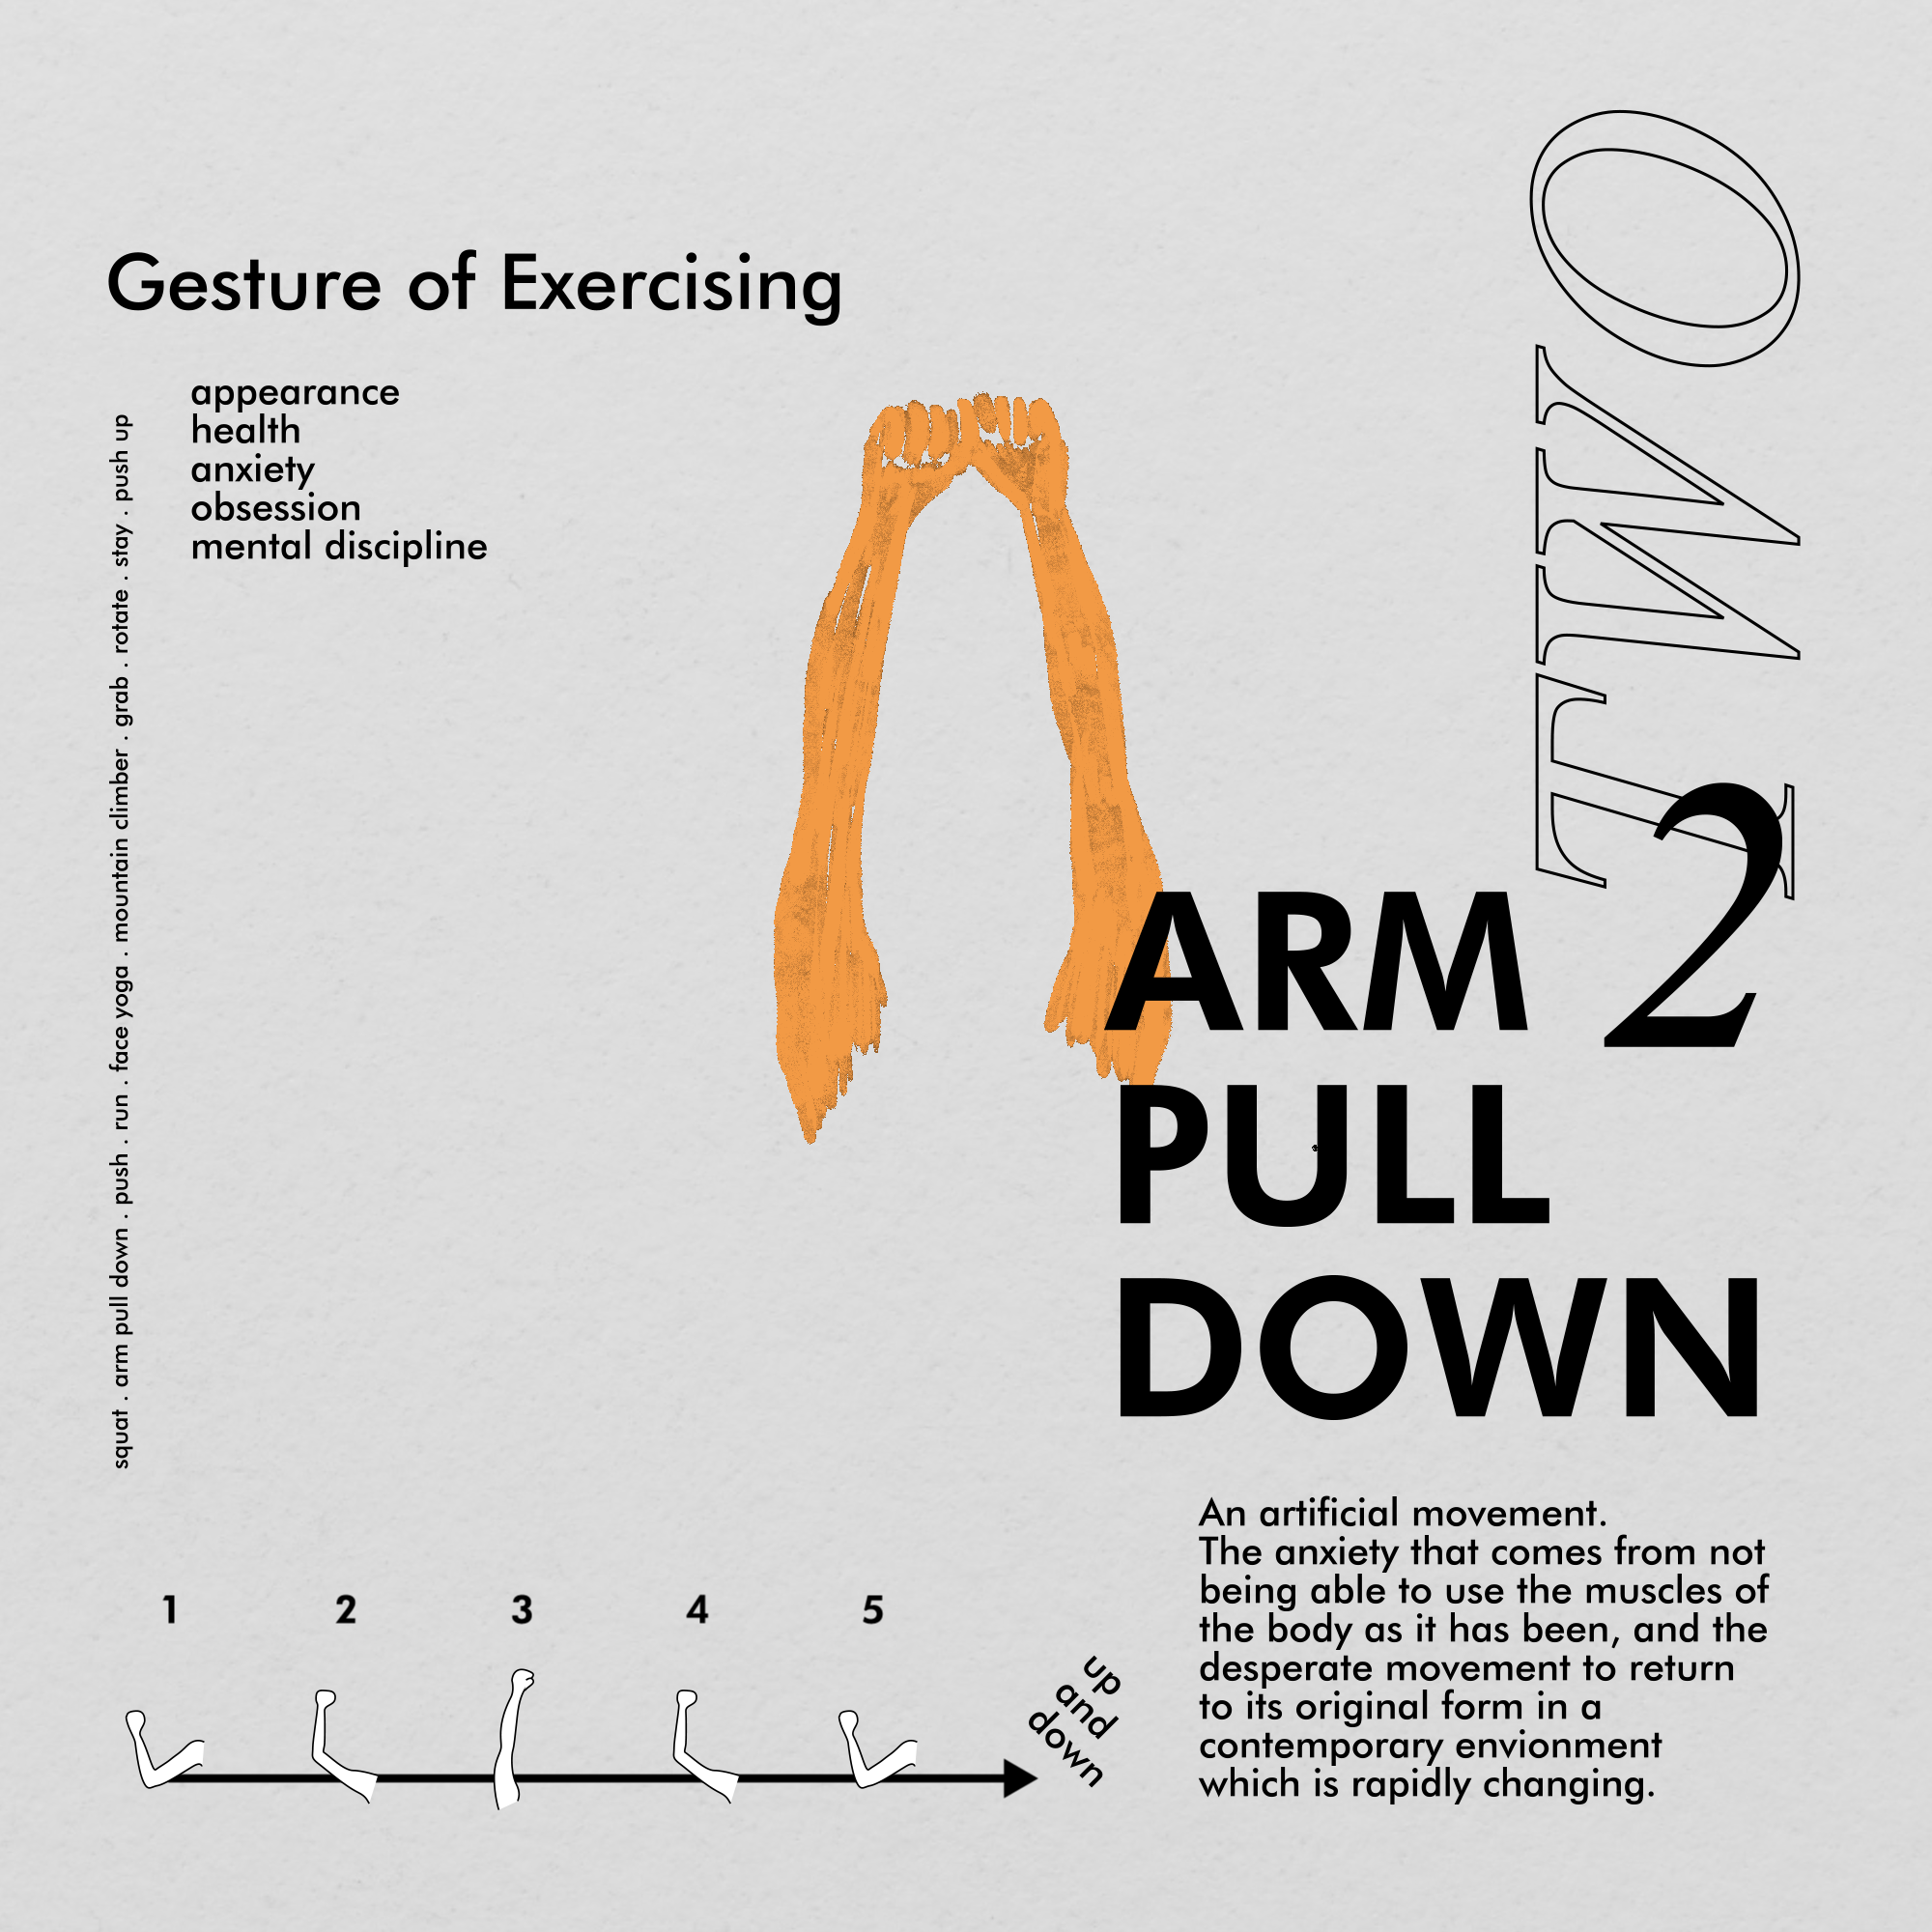 Gesture of Exercising
appearance
health
anxiety
obsession
mental discipline
squat . arm pull down . push . run . face yoga . mountain climber . grab . rotate . stay . push up
TWO
2
ARM
PULL
DOWN
An artificial movement.
The anxiety that comes from not
being able to use the muscles of
the body as it has been, and the
desperate movement to return
to its original form in a
contemporary envionment
which is rapidly changing.
1 2 3 4 5
up
and
down